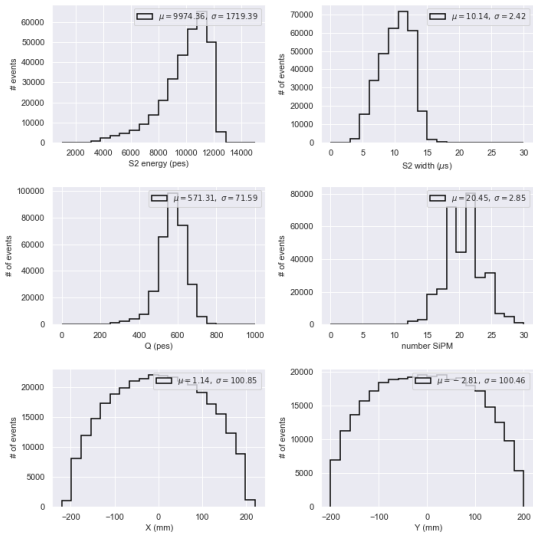 μ = 9974.36, σ = 1719.39
60000
50000
40000
30000
20000
10000
0
# of events
2000 4000 6000 8000 10000 12000 14000
S2 energy (pes)
μ = 10.14, σ = 2.42
70000
60000
50000
40000
30000
20000
10000
0
# of events
0 5 10 15 20 25 30
S2 width (μs)
μ = 571.31, σ = 71.59
100000
80000
60000
40000
20000
0
# of events
0 200 400 600 800 1000
Q (pes)
μ = 20.45, σ = 2.85
80000
60000
40000
20000
0
# of events
0 5 10 15 20 25 30
number SiPM
μ = 1.14, σ = 100.85
20000
15000
10000
5000
0
# of events
−200 −100 0 100 200
X (mm)
μ = −2.81, σ = 100.46
20000
15000
10000
5000
0
# of events
−200 −100 0 100 200
Y (mm)